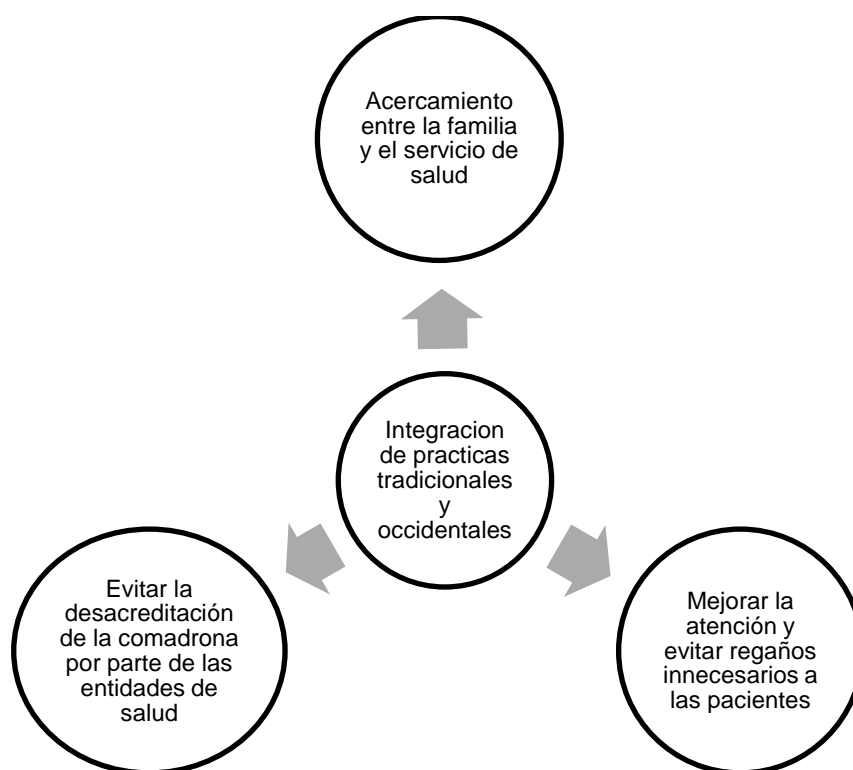 Acercamiento
entre la familia
y el servicio de
salud
Integracion
de practicas
tradicionales
y
occidentales
Evitar la
desacreditación
de la comadrona
por parte de las
entidades de
salud
Mejorar la
atención y
evitar regaños
innecesarios a
las pacientes